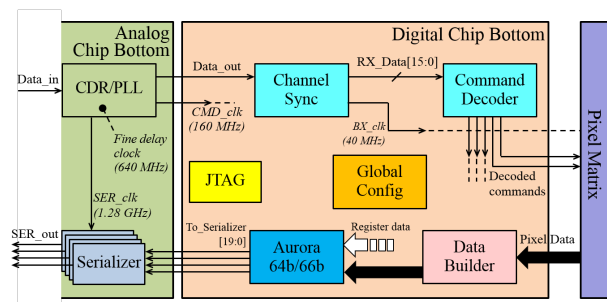 Analog
Chip Bottom
Digital Chip Bottom
Data_in
CDR/PLL
Data_out
Channel
Sync
RX_Data[15:0]
Command
Decoder
CMD_clk
(160 MHz)
BX_clk
(40 MHz)
Fine delay
clock
(640 MHz)
JTAG
Global
Config
Decoded
commands
Pixel Matrix
SER_clk
(1.28 GHz)
SER_out
Serializer
To_Serializer
[19:0]
Aurora
64b/66b
Register data
Data
Builder
Pixel Data